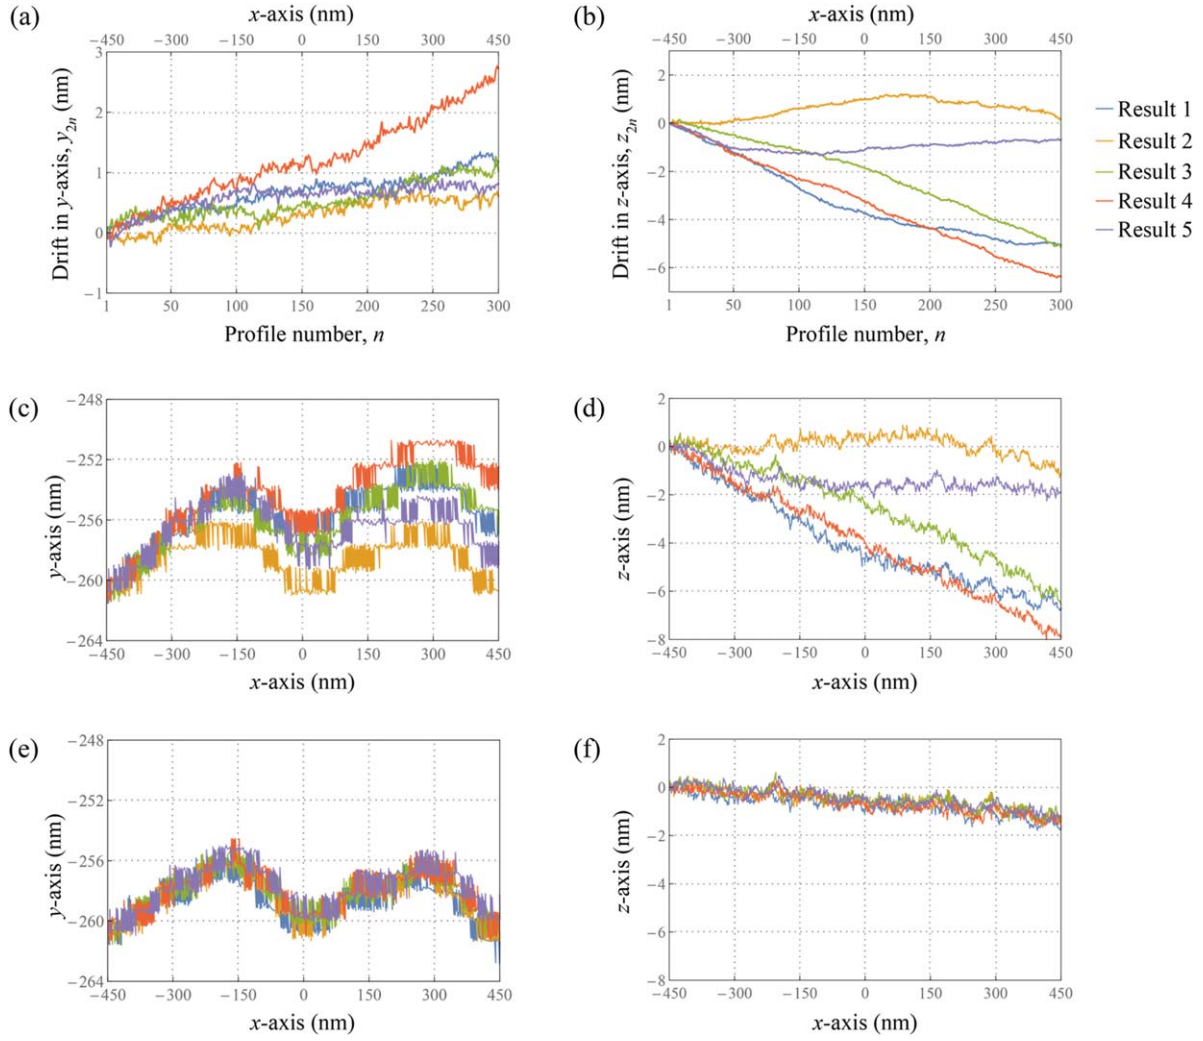 (a)
x-axis (nm)
−450 −300 −150 0 150 300 450
3
2
1
0
−1
Drift in y-axis, y2n (nm)
1 50 100 150 200 250 300
Profile number, n
(b)
x-axis (nm)
−450 −300 −150 0 150 300 450
2
0
−2
−4
−6
Drift in z-axis, z2n (nm)
1 50 100 150 200 250 300
Profile number, n
Result 1
Result 2
Result 3
Result 4
Result 5
(c)
−248
−252
−256
−260
−264
y-axis (nm)
−450 −300 −150 0 150 300 450
x-axis (nm)
(d)
2
0
−2
−4
−6
−8
z-axis (nm)
−450 −300 −150 0 150 300 450
x-axis (nm)
(e)
−248
−252
−256
−260
−264
y-axis (nm)
−450 −300 −150 0 150 300 450
x-axis (nm)
(f)
2
0
−2
−4
−6
−8
z-axis (nm)
−450 −300 −150 0 150 300 450
x-axis (nm)